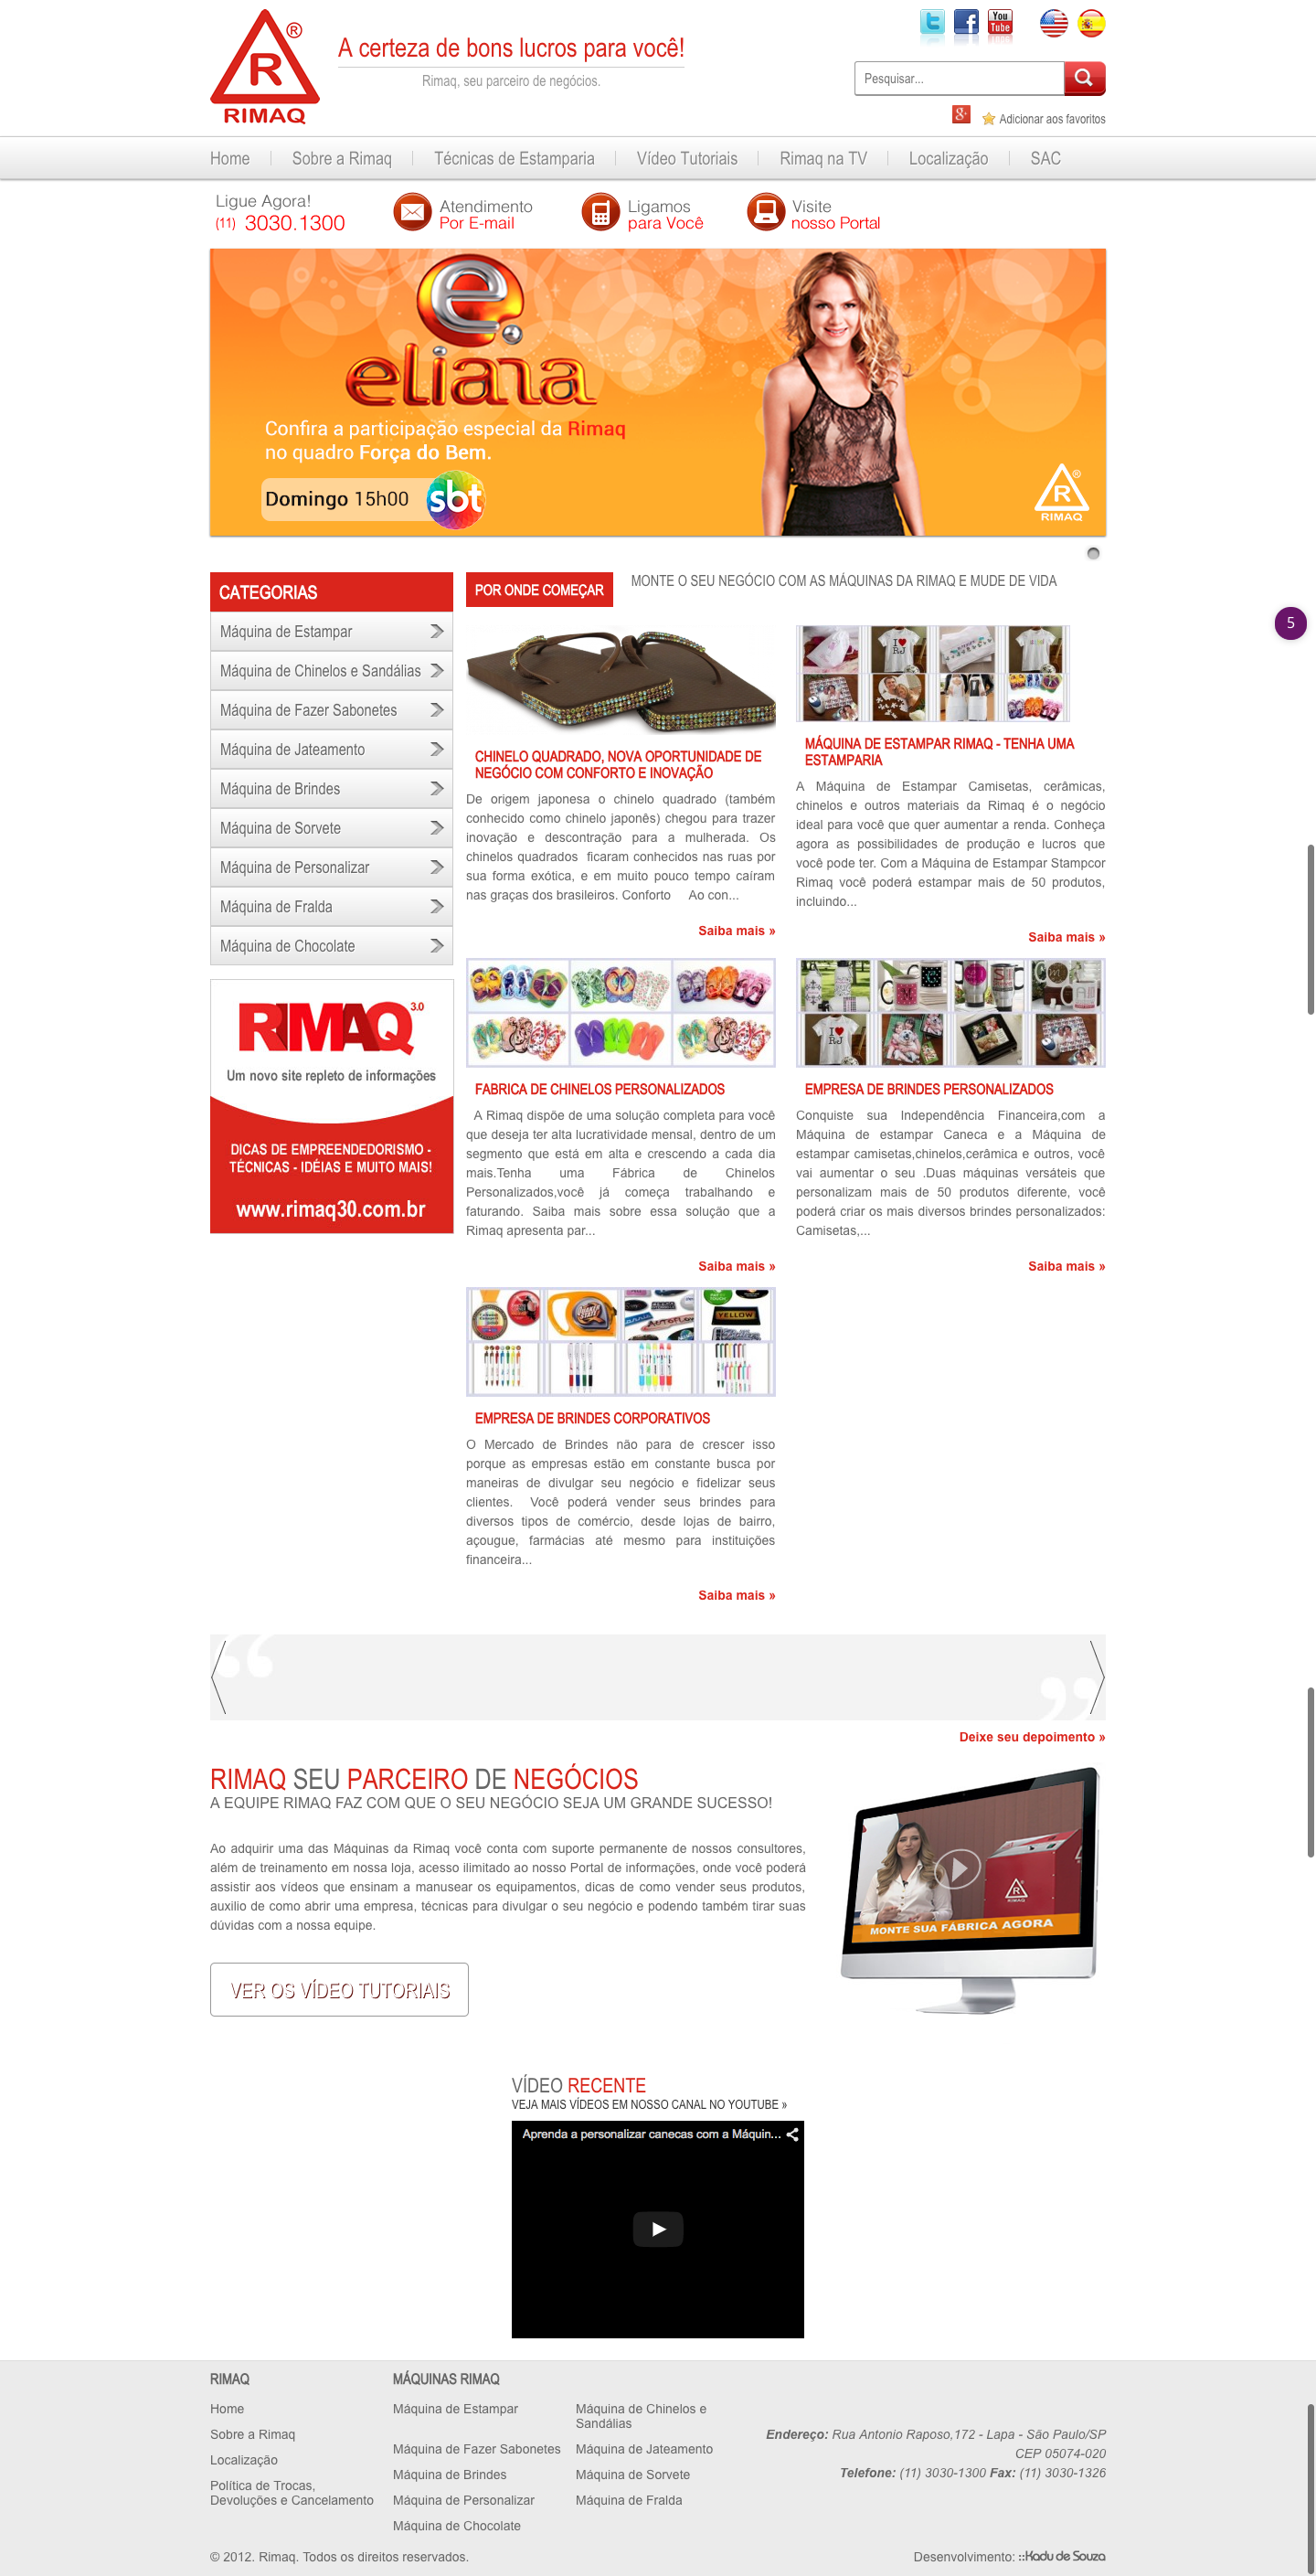 R®
RIMAQ
A certeza de bons lucros para você!
Rimaq, seu parceiro de negócios.
You
Tube
Pesquisar...
Adicionar aos favoritos
Home
Sobre a Rimaq
Técnicas de Estamparia
Vídeo Tutoriais
Rimaq na TV
Localização
SAC
Ligue Agora!
(11) 3030.1300
Atendimento
Por E-mail
Ligamos
para Você
Visite
nosso Portal
e
eliana
Confira a participação especial da Rimaq
no quadro Força do Bem.
Domingo 15h00
sbt
R®
RIMAQ
5
CATEGORIAS
Máquina de Estampar
Máquina de Chinelos e Sandálias
Máquina de Fazer Sabonetes
Máquina de Jateamento
Máquina de Brindes
Máquina de Sorvete
Máquina de Personalizar
Máquina de Fralda
Máquina de Chocolate
RIMAQ 3.0
Um novo site repleto de informações
DICAS DE EMPREENDEDORISMO -
TÉCNICAS - IDÉIAS E MUITO MAIS!
www.rimaq30.com.br
POR ONDE COMEÇAR
MONTE O SEU NEGÓCIO COM AS MÁQUINAS DA RIMAQ E MUDE DE VIDA
CHINELO QUADRADO, NOVA OPORTUNIDADE DE
NEGÓCIO COM CONFORTO E INOVAÇÃO
De origem japonesa o chinelo quadrado (também
conhecido como chinelo japonês) chegou para trazer
inovação e descontração para a mulherada. Os
chinelos quadrados ficaram conhecidos nas ruas por
sua forma exótica, e em muito pouco tempo caíram
nas graças dos brasileiros. Conforto Ao con...
Saiba mais »
I ♥
RJ
MÁQUINA DE ESTAMPAR RIMAQ - TENHA UMA
ESTAMPARIA
A Máquina de Estampar Camisetas, cerâmicas,
chinelos e outros materiais da Rimaq é o negócio
ideal para você que quer aumentar a renda. Conheça
agora as possibilidades de produção e lucros que
você pode ter. Com a Máquina de Estampar Stampcor
Rimaq você poderá estampar mais de 50 produtos,
incluindo...
Saiba mais »
FABRICA DE CHINELOS PERSONALIZADOS
A Rimaq dispõe de uma solução completa para você
que deseja ter alta lucratividade mensal, dentro de um
segmento que está em alta e crescendo a cada dia
mais.Tenha uma Fábrica de Chinelos
Personalizados,você já começa trabalhando e
faturando. Saiba mais sobre essa solução que a
Rimaq apresenta par...
Saiba mais »
I ♥
RJ
EMPRESA DE BRINDES PERSONALIZADOS
Conquiste sua Independência Financeira,com a
Máquina de estampar Caneca e a Máquina de
estampar camisetas,chinelos,cerâmica e outros, você
vai aumentar o seu .Duas máquinas versáteis que
personalizam mais de 50 produtos diferente, você
poderá criar os mais diversos brindes personalizados:
Camisetas,...
Saiba mais »
YELLOW
EMPRESA DE BRINDES CORPORATIVOS
O Mercado de Brindes não para de crescer isso
porque as empresas estão em constante busca por
maneiras de divulgar seu negócio e fidelizar seus
clientes. Você poderá vender seus brindes para
diversos tipos de comércio, desde lojas de bairro,
açougue, farmácias até mesmo para instituições
financeira...
Saiba mais »
Deixe seu depoimento »
RIMAQ SEU PARCEIRO DE NEGÓCIOS
A EQUIPE RIMAQ FAZ COM QUE O SEU NEGÓCIO SEJA UM GRANDE SUCESSO!
Ao adquirir uma das Máquinas da Rimaq você conta com suporte permanente de nossos consultores,
além de treinamento em nossa loja, acesso ilimitado ao nosso Portal de informações, onde você poderá
assistir aos vídeos que ensinam a manusear os equipamentos, dicas de como vender seus produtos,
auxilio de como abrir uma empresa, técnicas para divulgar o seu negócio e podendo também tirar suas
dúvidas com a nossa equipe.
VER OS VÍDEO TUTORIAIS
R
RIMAQ
MONTE SUA FÁBRICA AGORA
VÍDEO RECENTE
VEJA MAIS VÍDEOS EM NOSSO CANAL NO YOUTUBE »
Aprenda a personalizar canecas com a Máquin...
RIMAQ
Home
Sobre a Rimaq
Localização
Política de Trocas,
Devoluções e Cancelamento
MÁQUINAS RIMAQ
Máquina de Estampar
Máquina de Chinelos e
Sandálias
Máquina de Fazer Sabonetes
Máquina de Jateamento
Máquina de Brindes
Máquina de Sorvete
Máquina de Personalizar
Máquina de Fralda
Máquina de Chocolate
Endereço: Rua Antonio Raposo,172 - Lapa - São Paulo/SP
CEP 05074-020
Telefone: (11) 3030-1300 Fax: (11) 3030-1326
© 2012. Rimaq. Todos os direitos reservados.
Desenvolvimento: ::Kadu de Souza